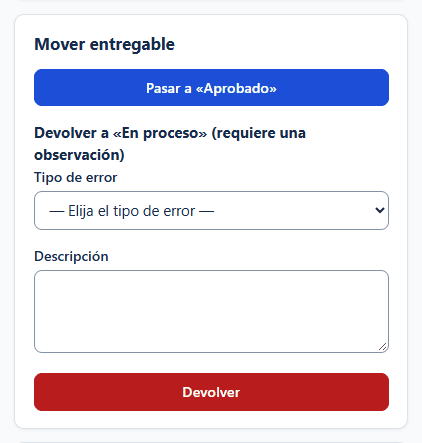 Mover entregable
Pasar a «Aprobado»
Devolver a «En proceso» (requiere una
observación)
Tipo de error
— Elija el tipo de error —
Descripción
Devolver